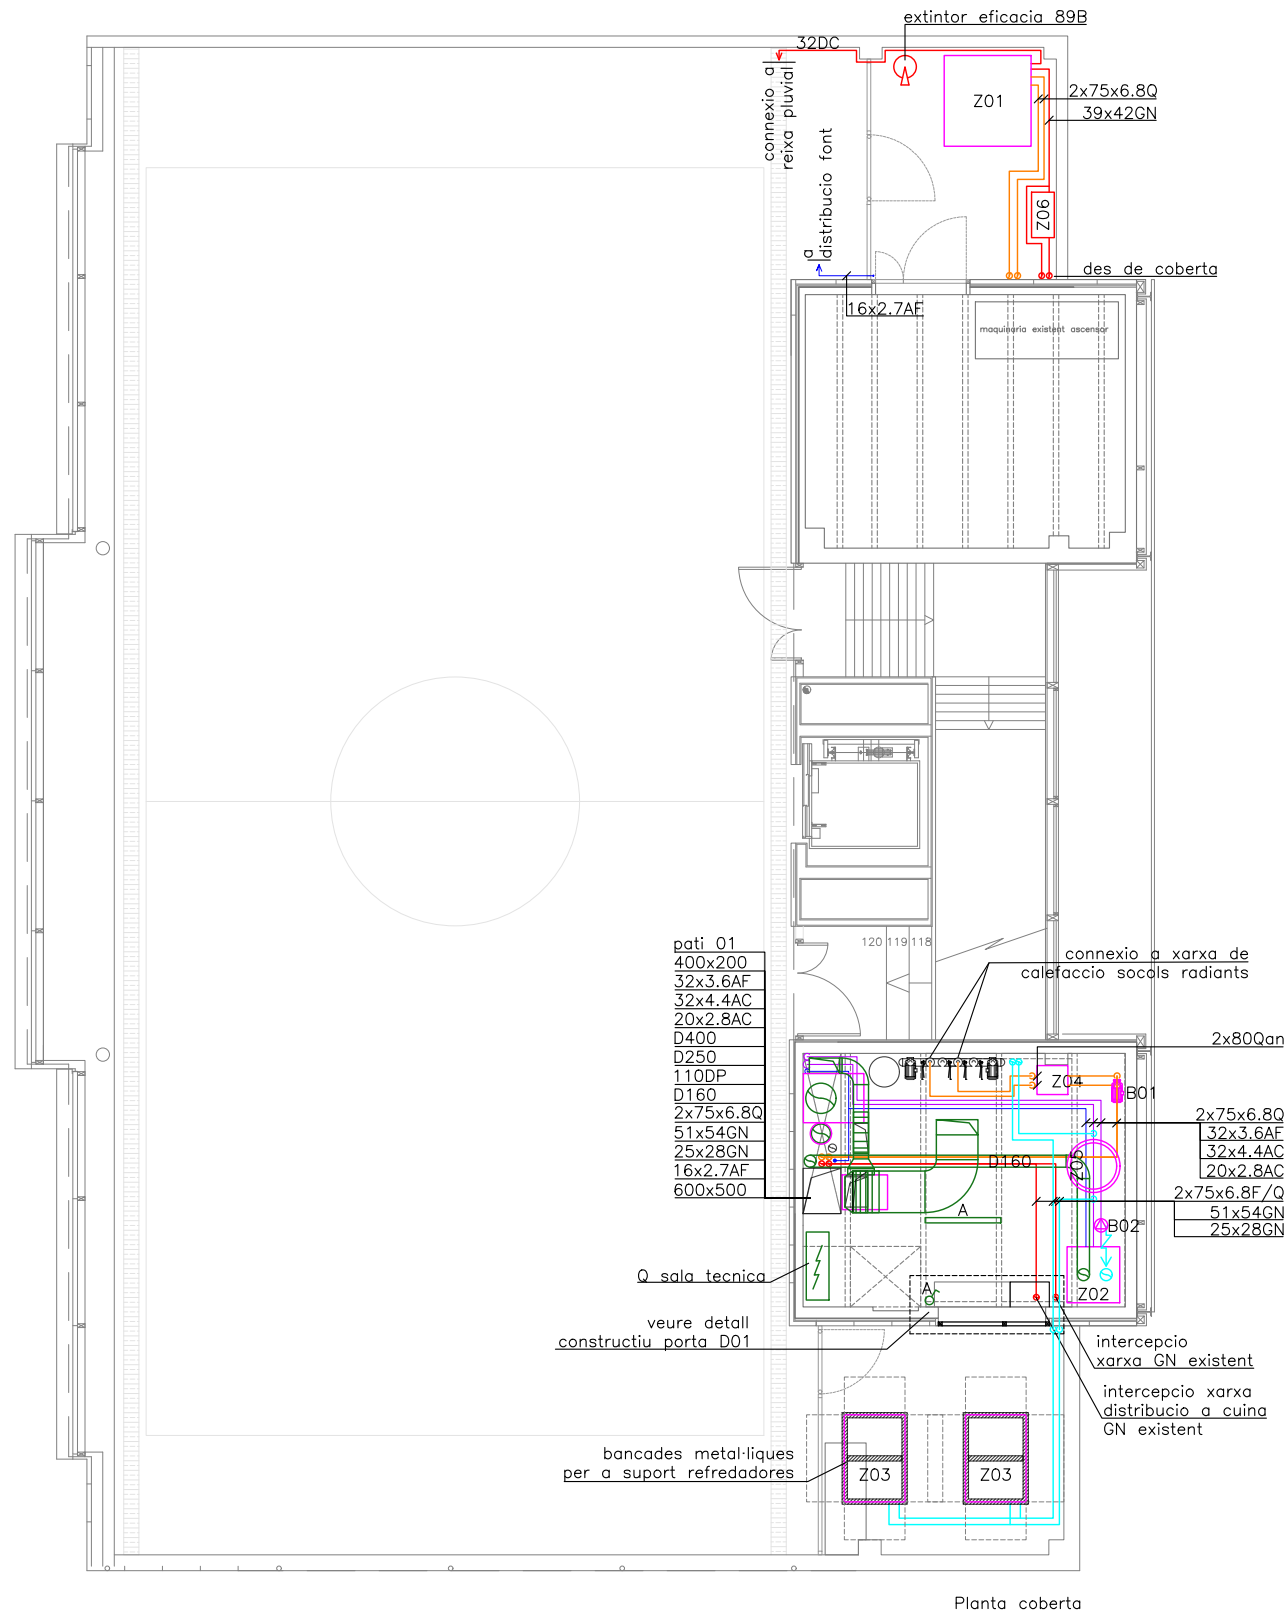 extintor eficacia 89B
32DC
connexio a
reixa pluvial
Z01
2x75x6.8Q
39x42GN
a
distribucio font
Z06
des de coberta
16x2.7AF
maquinaria existent ascensor
120
119
118
pati 01
400x200
32x3.6AF
32x4.4AC
20x2.8AC
D400
D250
110DP
D160
2x75x6.8Q
51x54GN
25x28GN
16x2.7AF
600x500
connexio a xarxa de
calefaccio socols radiants
2x80Qan
Z04
B01
2x75x6.8Q
32x3.6AF
32x4.4AC
20x2.8AC
D160
Z05
2x75x6.8F/Q
51x54GN
25x28GN
A
B02
Q sala tecnica
A
Z02
veure detall
constructiu porta D01
intercepcio
xarxa GN existent
intercepcio xarxa
distribucio a cuina
GN existent
bancades metal·liques
per a suport refredadores
Z03
Z03
Planta coberta